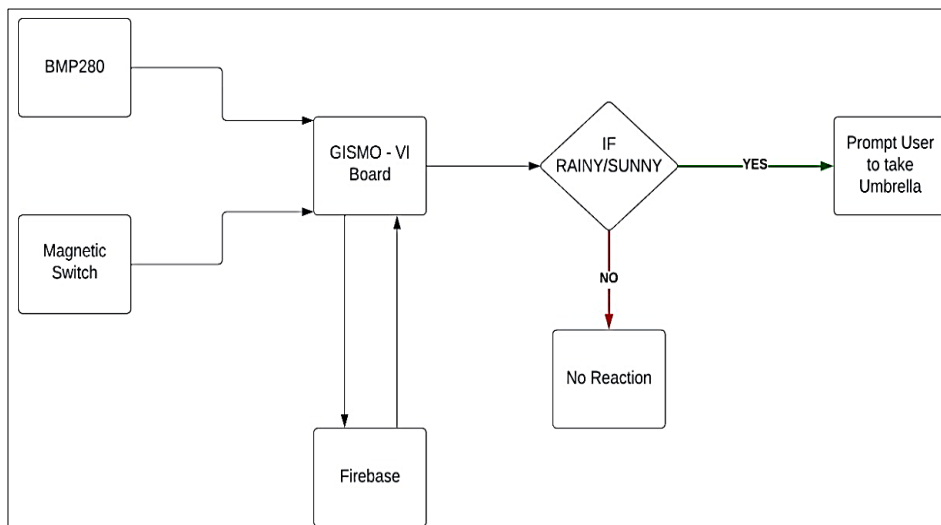 BMP280
GISMO - VI
Board
IF
RAINY/SUNNY
YES
Prompt User
to take
Umbrella
Magnetic
Switch
NO
No Reaction
Firebase